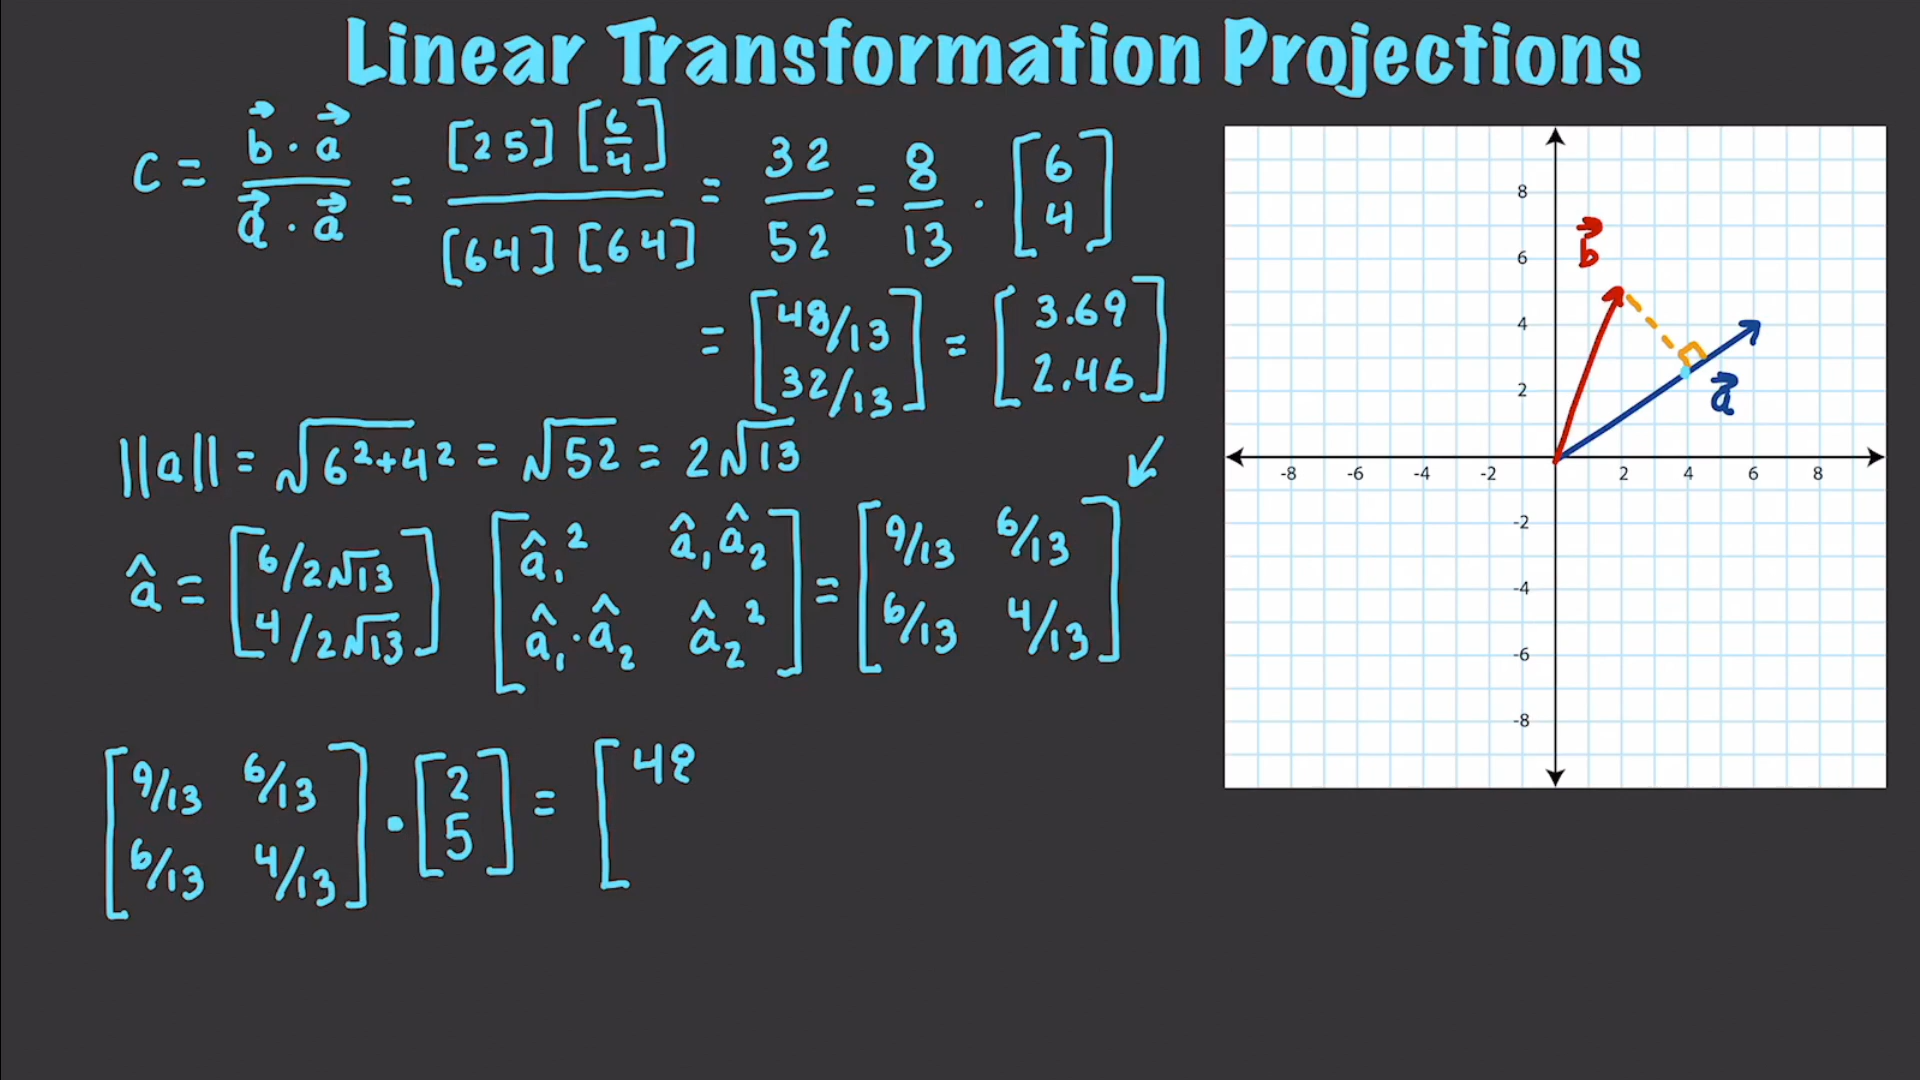 Linear Transformation Projections
c = b⃗ · a⃗ / a⃗ · a⃗ = [2 5] [6/4] / [6 4] [6 4] = 32/52 = 8/13 · [6 4]
= [48/13 32/13] = [3.69 2.46]
||a|| = √6²+4² = √52 = 2√13
â = [6/2√13 4/2√13] [â₁² â₁â₂ â₁·â₂ â₂²] = [9/13 6/13 6/13 4/13]
[9/13 6/13 6/13 4/13] · [2 5] = [48
8
6
4
2
-2
-4
-6
-8
-8 -6 -4 -2 2 4 6 8
b⃗
a⃗